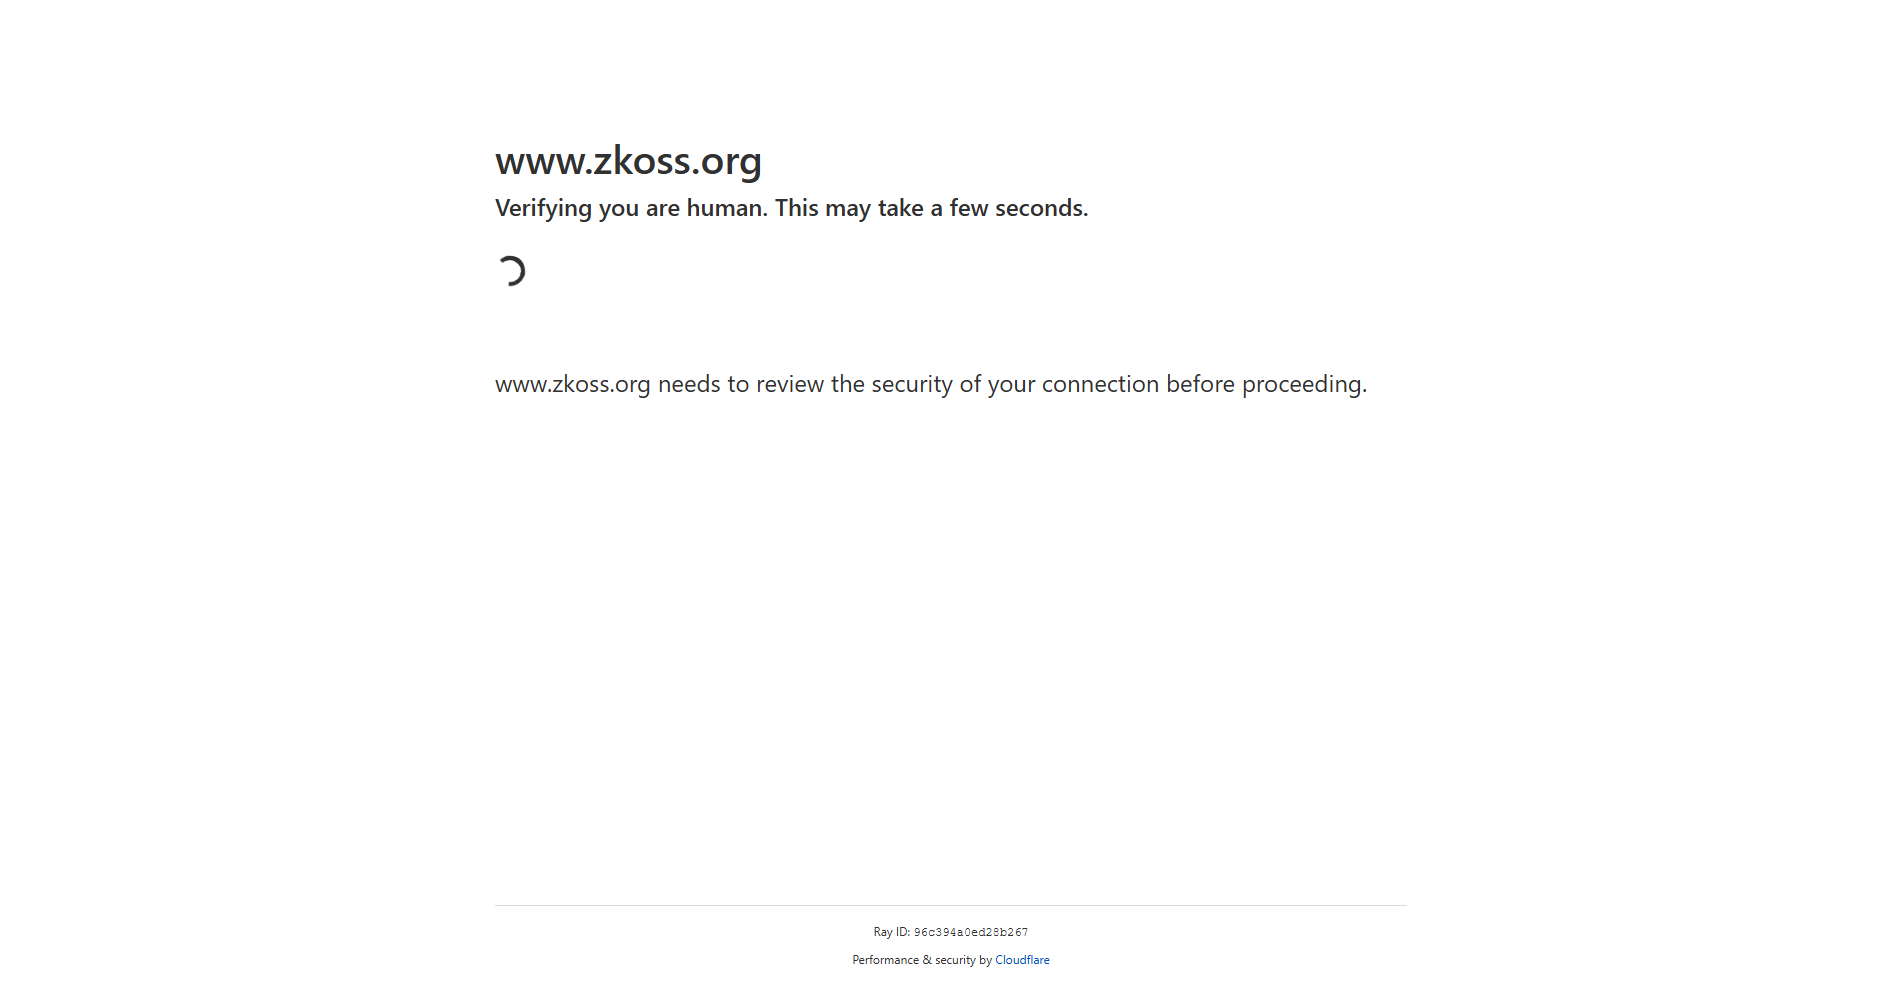 www.zkoss.org
Verifying you are human. This may take a few seconds.
www.zkoss.org needs to review the security of your connection before proceeding.
Ray ID: 96c394a0ed28b267
Performance & security by Cloudflare